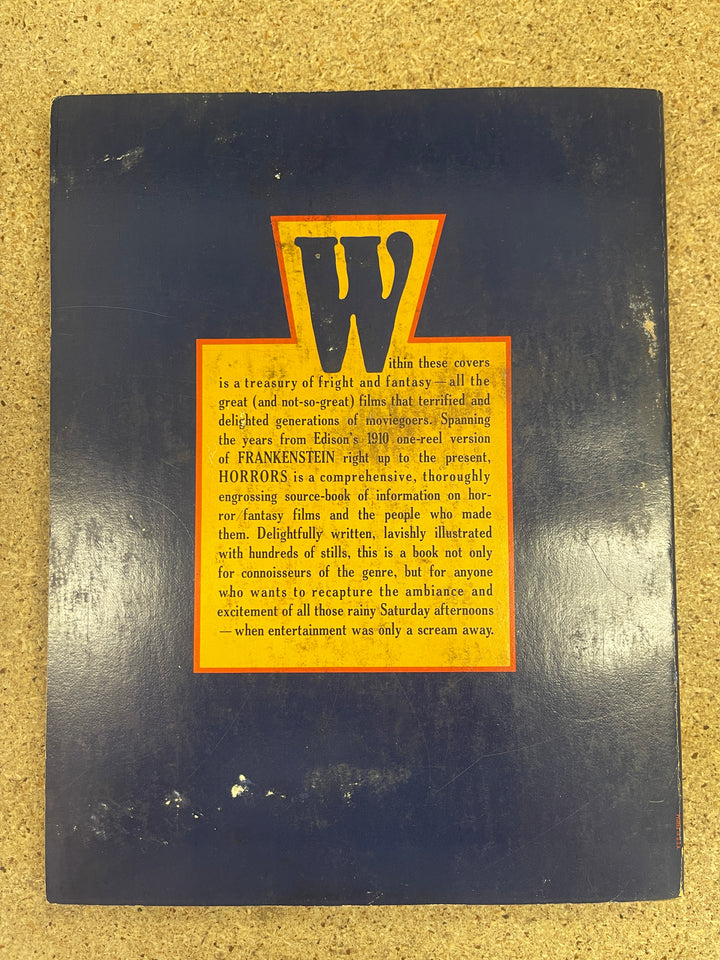 Within these covers
is a treasury of fright and fantasy—all the
great (and not-so-great) films that terrified and
delighted generations of moviegoers. Spanning
the years from Edison's 1910 one-reel version
of FRANKENSTEIN right up to the present,
HORRORS is a comprehensive, thoroughly
engrossing source-book of information on hor-
ror/fantasy films and the people who made
them. Delightfully written, lavishly illustrated
with hundreds of stills, this is a book not only
for connoisseurs of the genre, but for anyone
who wants to recapture the ambiance and
excitement of all those rainy Saturday afternoons
—when entertainment was only a scream away.